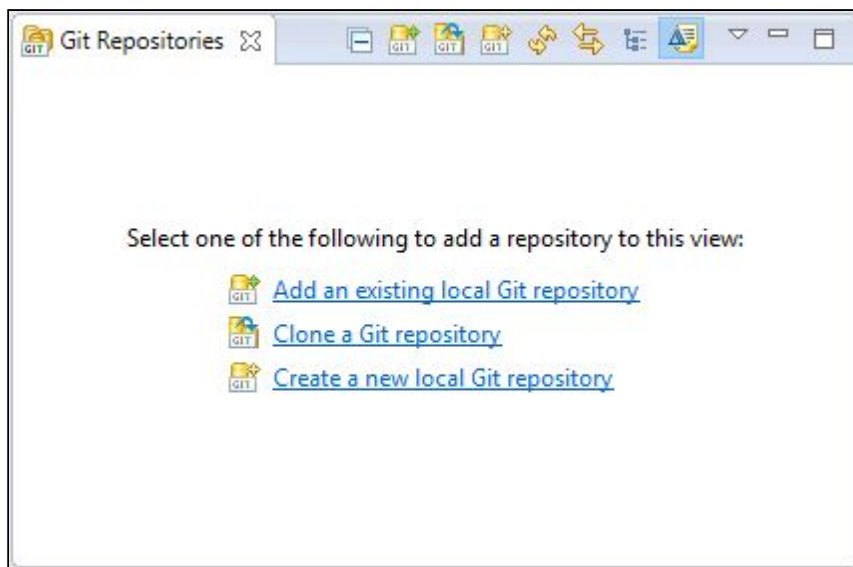 Git Repositories
Select one of the following to add a repository to this view:
Add an existing local Git repository
Clone a Git repository
Create a new local Git repository